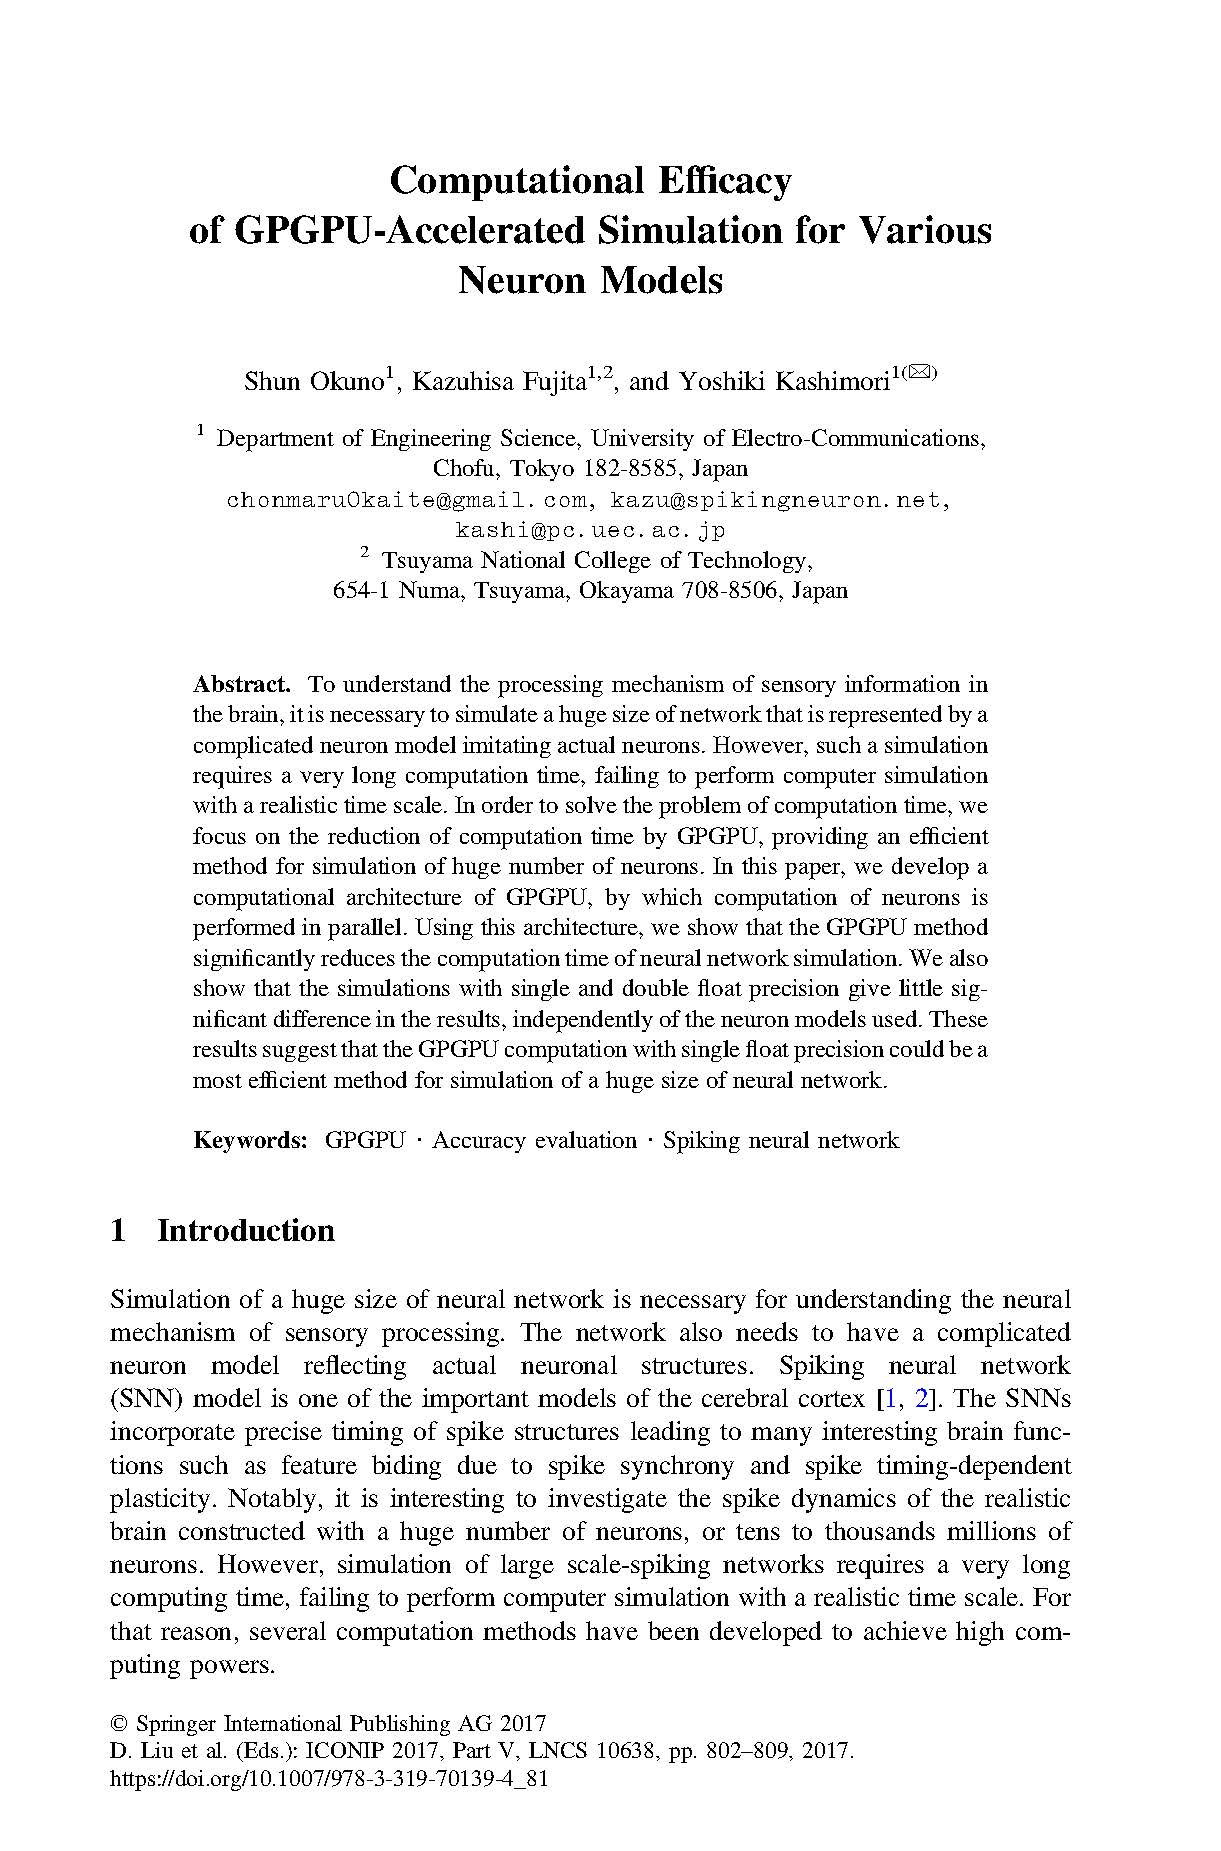 Computational Efficacy
of GPGPU-Accelerated Simulation for Various
Neuron Models
Shun Okuno1, Kazuhisa Fujita1,2, and Yoshiki Kashimori1(✉)
1 Department of Engineering Science, University of Electro-Communications,
Chofu, Tokyo 182-8585, Japan
chonmaru0kaite@gmail.com, kazu@spikingneuron.net,
kashi@pc.uec.ac.jp
2 Tsuyama National College of Technology,
654-1 Numa, Tsuyama, Okayama 708-8506, Japan
Abstract. To understand the processing mechanism of sensory information in
the brain, it is necessary to simulate a huge size of network that is represented by a
complicated neuron model imitating actual neurons. However, such a simulation
requires a very long computation time, failing to perform computer simulation
with a realistic time scale. In order to solve the problem of computation time, we
focus on the reduction of computation time by GPGPU, providing an efficient
method for simulation of huge number of neurons. In this paper, we develop a
computational architecture of GPGPU, by which computation of neurons is
performed in parallel. Using this architecture, we show that the GPGPU method
significantly reduces the computation time of neural network simulation. We also
show that the simulations with single and double float precision give little sig-
nificant difference in the results, independently of the neuron models used. These
results suggest that the GPGPU computation with single float precision could be a
most efficient method for simulation of a huge size of neural network.
Keywords: GPGPU · Accuracy evaluation · Spiking neural network
1 Introduction
Simulation of a huge size of neural network is necessary for understanding the neural
mechanism of sensory processing. The network also needs to have a complicated
neuron model reflecting actual neuronal structures. Spiking neural network
(SNN) model is one of the important models of the cerebral cortex [1, 2]. The SNNs
incorporate precise timing of spike structures leading to many interesting brain func-
tions such as feature biding due to spike synchrony and spike timing-dependent
plasticity. Notably, it is interesting to investigate the spike dynamics of the realistic
brain constructed with a huge number of neurons, or tens to thousands millions of
neurons. However, simulation of large scale-spiking networks requires a very long
computing time, failing to perform computer simulation with a realistic time scale. For
that reason, several computation methods have been developed to achieve high com-
puting powers.
© Springer International Publishing AG 2017
D. Liu et al. (Eds.): ICONIP 2017, Part V, LNCS 10638, pp. 802–809, 2017.
https://doi.org/10.1007/978-3-319-70139-4_81